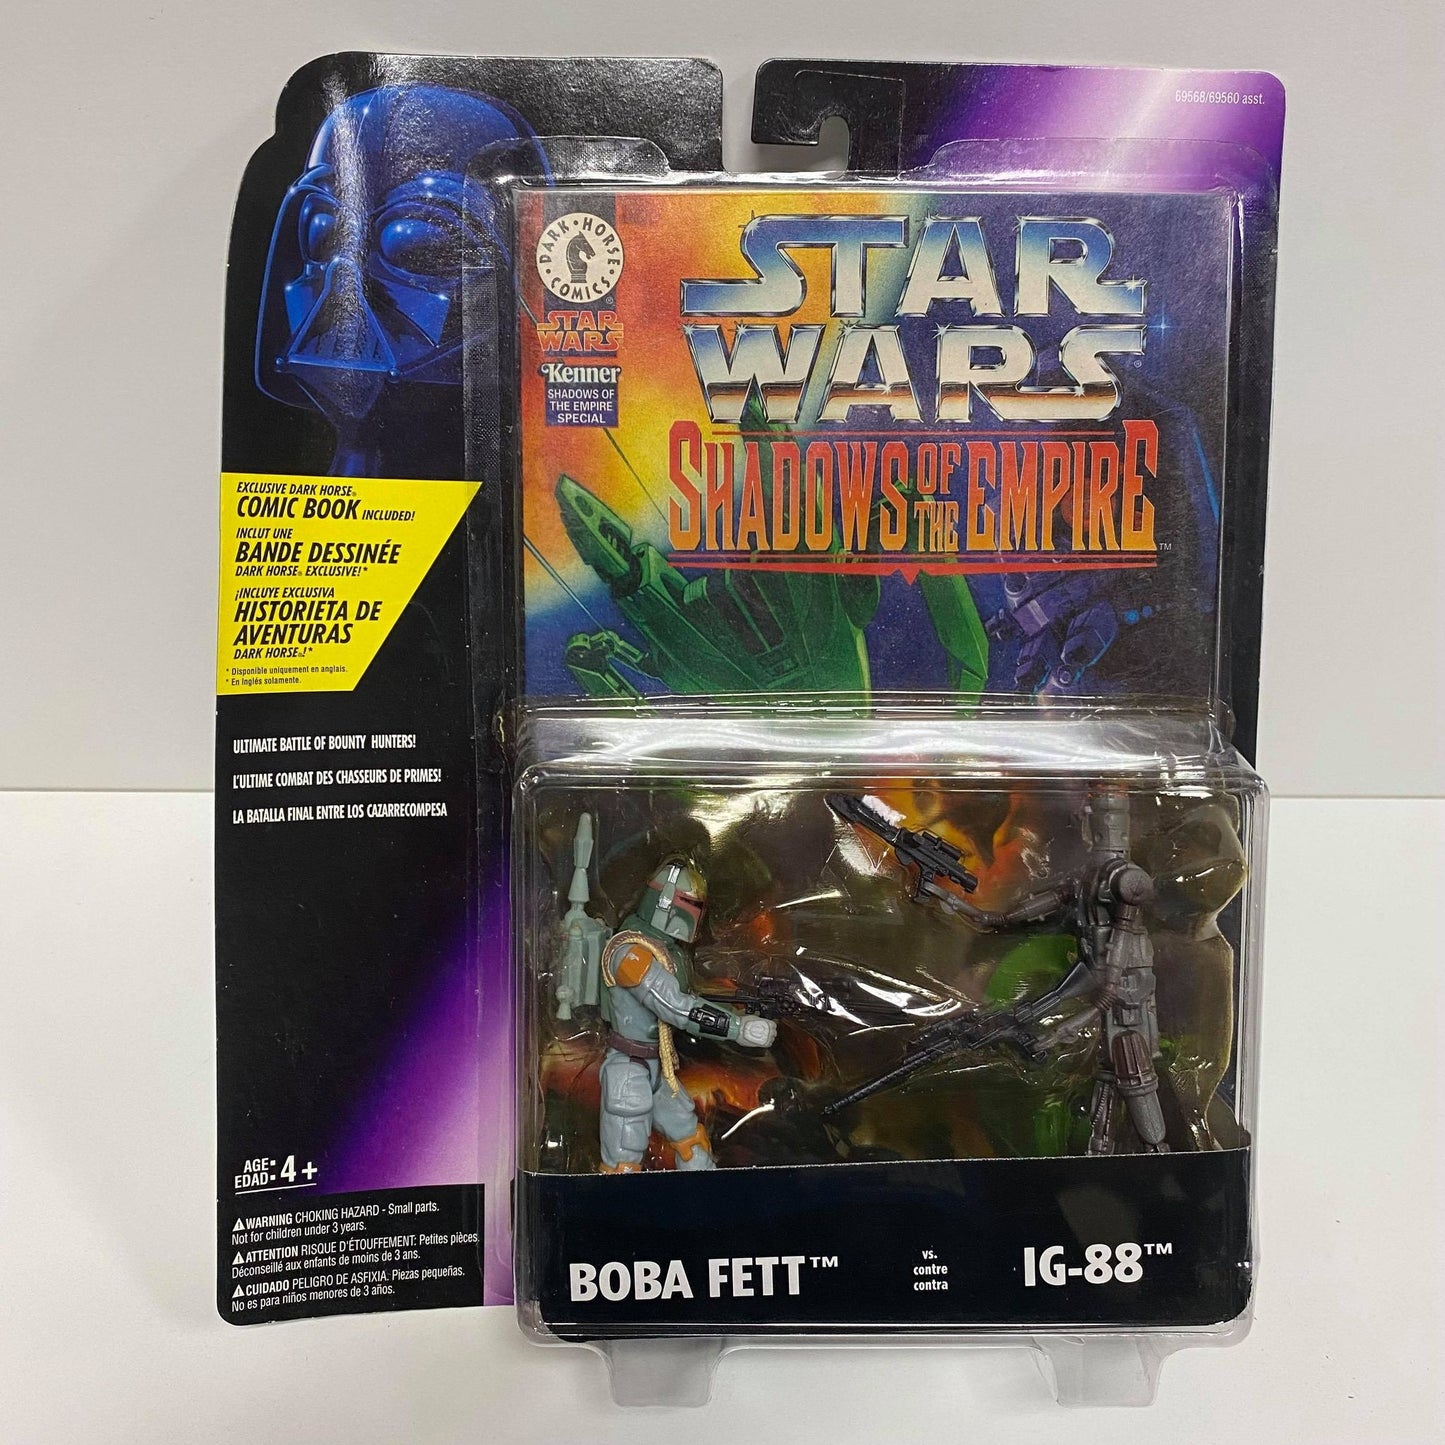 69568/69560 asst.
DARK • HORSE • COMICS ®
STAR
WARS
Kenner
SHADOWS OF
THE EMPIRE
SPECIAL
STAR
WARS ®
SHADOWS OF THE EMPIRE ™
EXCLUSIVE DARK HORSE®
COMIC BOOK INCLUDED!
INCLUT UNE
BANDE DESSINÉE
DARK HORSE® EXCLUSIVE!*
¡INCLUYE EXCLUSIVA
HISTORIETA DE
AVENTURAS
DARK HORSE®!*
* Disponible uniquement en anglais.
* En Inglés solamente.
ULTIMATE BATTLE OF BOUNTY HUNTERS!
L'ULTIME COMBAT DES CHASSEURS DE PRIMES!
LA BATALLA FINAL ENTRE LOS CAZARRECOMPESA
AGE:
EDAD: 4+
⚠WARNING CHOKING HAZARD - Small parts.
Not for children under 3 years.
⚠ATTENTION RISQUE D'ÉTOUFFEMENT: Petites pièces.
Déconseillé aux enfants de moins de 3 ans.
⚠CUIDADO PELIGRO DE ASFIXIA: Piezas pequeñas.
No es para niños menores de 3 años.
BOBA FETT™
vs.
contre
contra
IG-88™